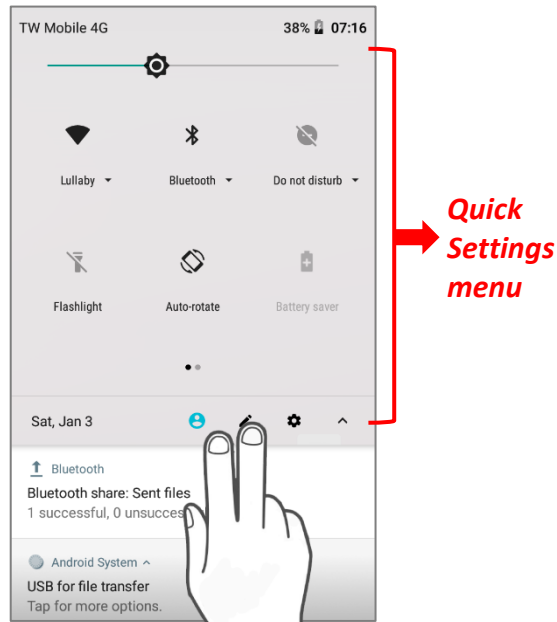 TW Mobile 4G 38% 07:16
Lullaby Bluetooth Do not disturb
Quick
Settings
menu
Flashlight Auto-rotate Battery saver
Sat, Jan 3
Bluetooth
Bluetooth share: Sent files
1 successful, 0 unsucces
Android System
USB for file transfer
Tap for more options.